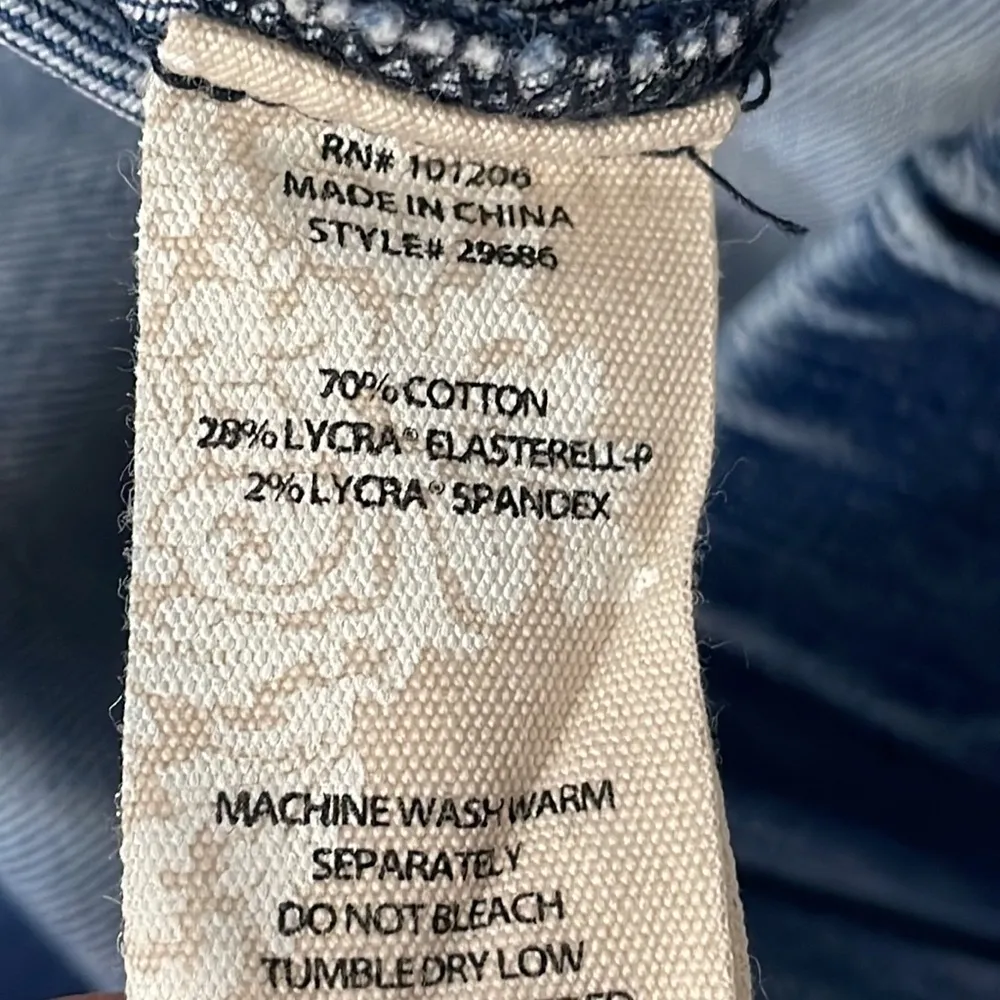 RN# 101206
MADE IN CHINA
STYLE# 29686
70% COTTON
28% LYCRA® ELASTERELL-P
2% LYCRA® SPANDEX
MACHINE WASH WARM
SEPARATELY
DO NOT BLEACH
TUMBLE DRY LOW